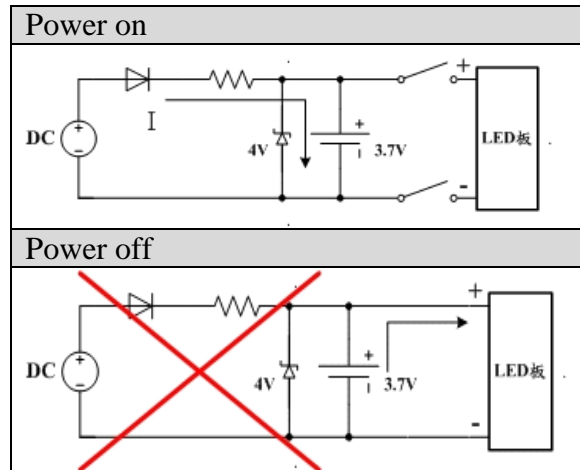 Power on
+
I
DC
+
-
4V
+
3.7V
LED板
-
Power off
+
DC
+
-
4V
+
3.7V
LED板
-